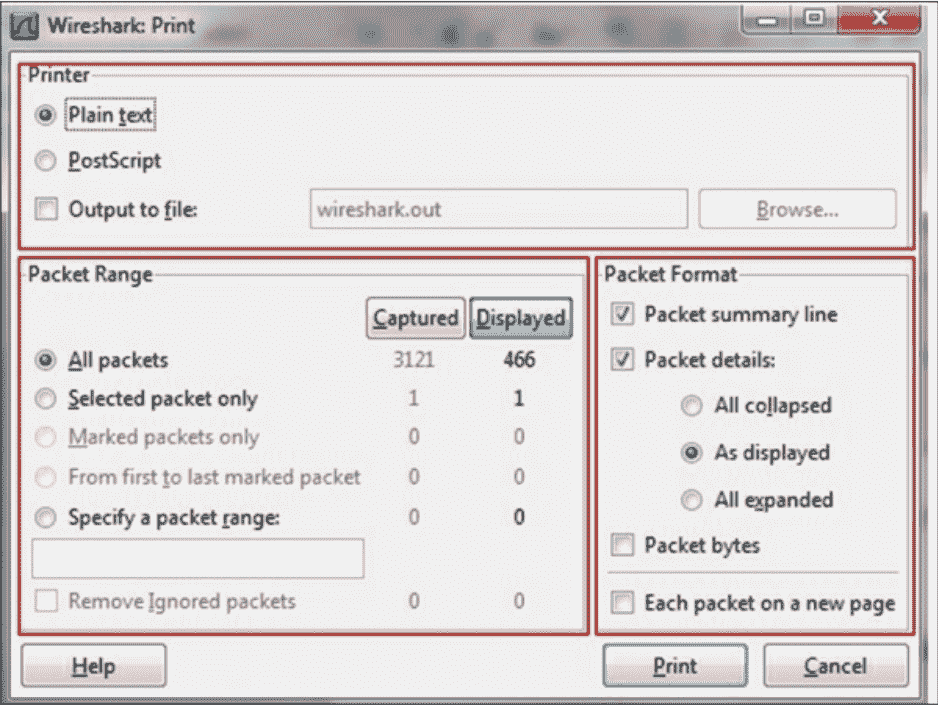 Wireshark: Print
Printer
Plain text
PostScript
Output to file: wireshark.out Browse...
Packet Range
Captured Displayed
All packets 3121 466
Selected packet only 1 1
Marked packets only 0 0
From first to last marked packet 0 0
Specify a packet range: 0 0
Remove Ignored packets 0 0
Packet Format
Packet summary line
Packet details:
All collapsed
As displayed
All expanded
Packet bytes
Each packet on a new page
Help Print Cancel